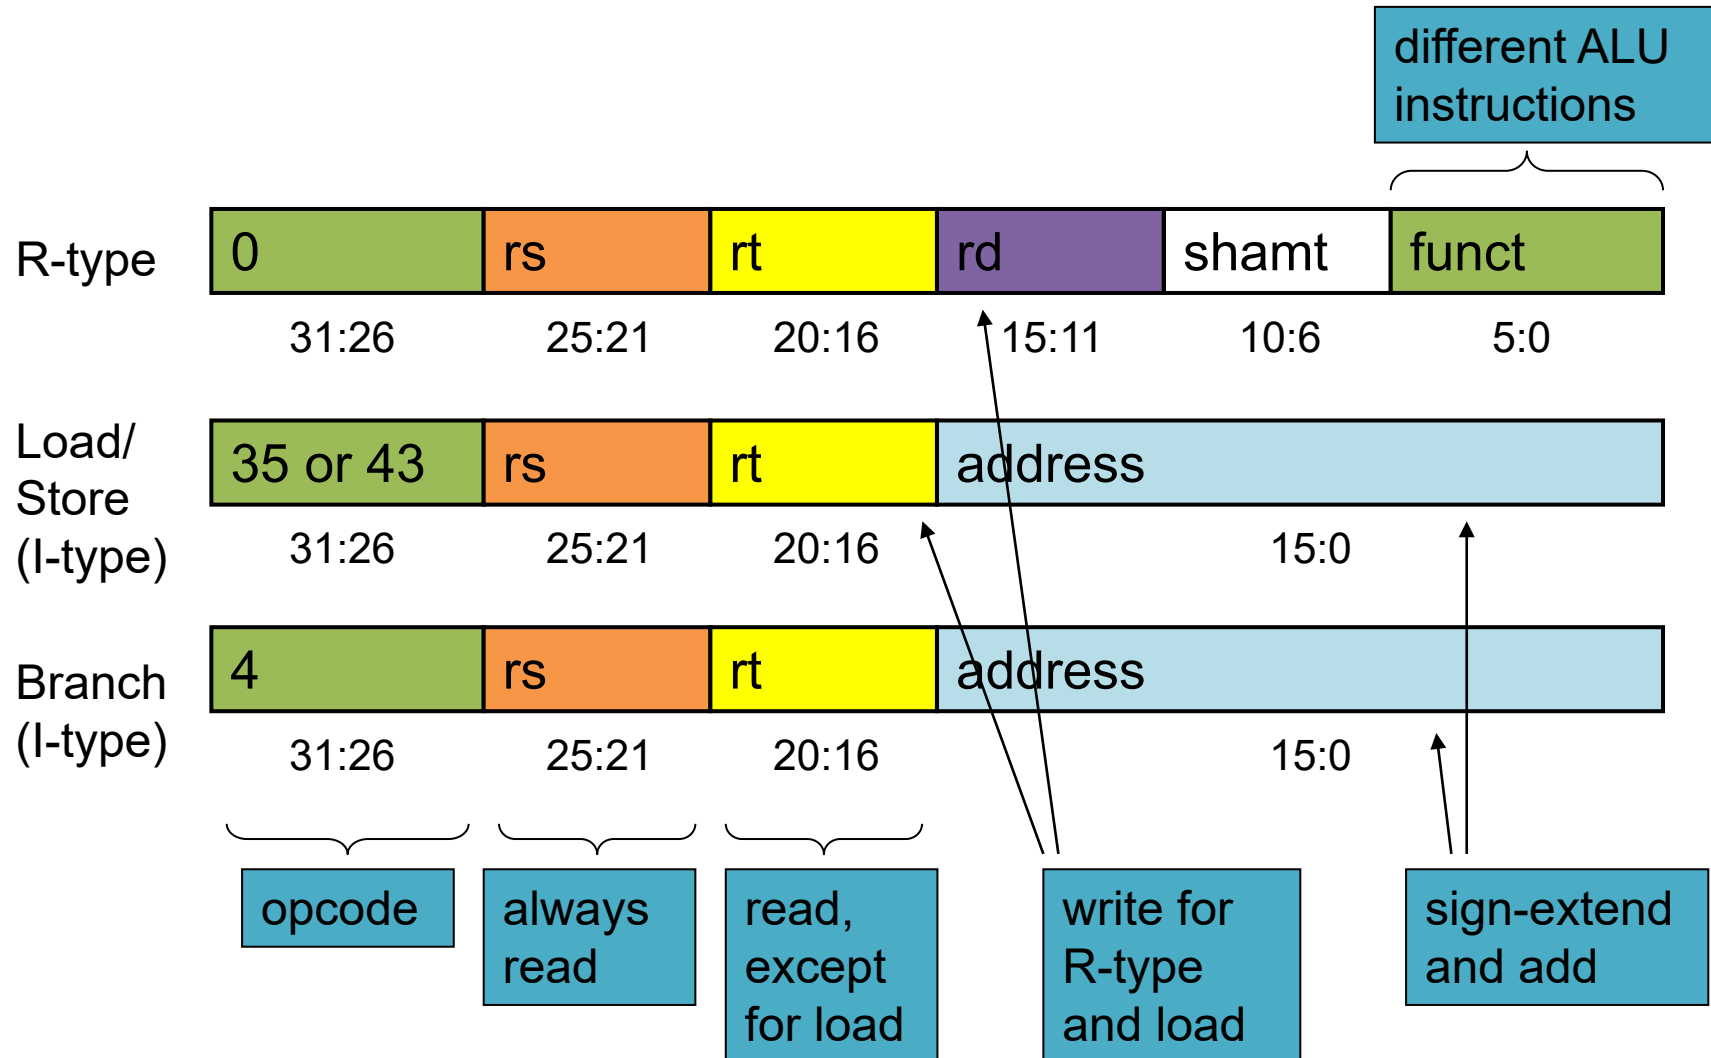 different ALU
instructions
R-type
0 rs rt rd shamt funct
31:26 25:21 20:16 15:11 10:6 5:0
Load/
Store
(I-type)
35 or 43 rs rt address
31:26 25:21 20:16 15:0
Branch
(I-type)
4 rs rt address
31:26 25:21 20:16 15:0
opcode
always
read
read,
except
for load
write for
R-type
and load
sign-extend
and add